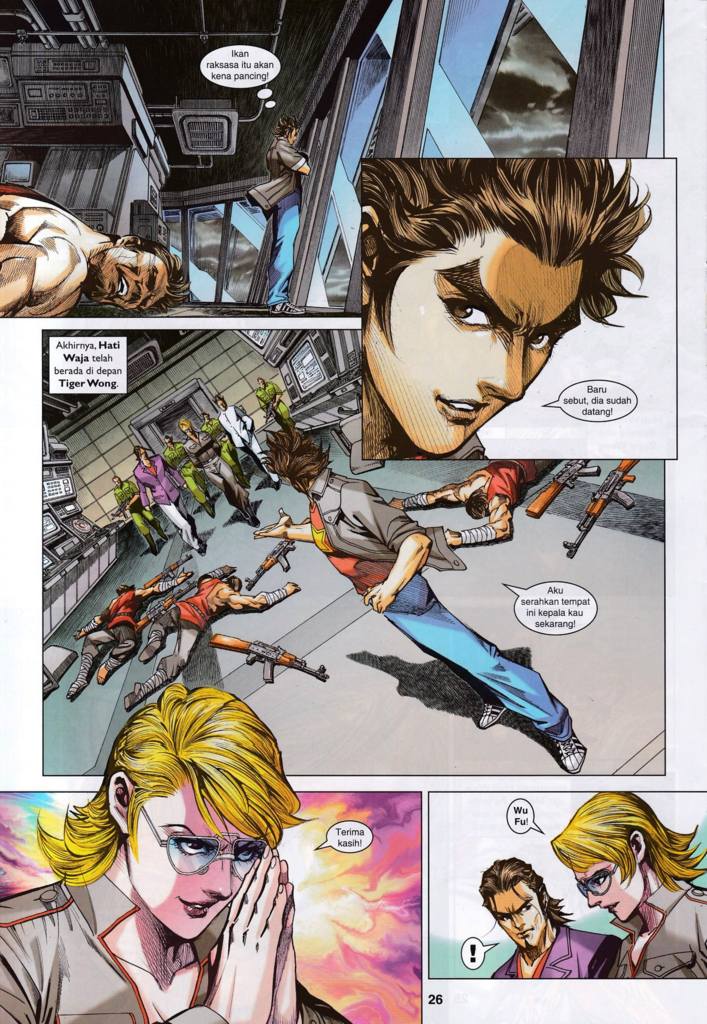 Ikan
raksasa itu akan
kena pancing!
Baru
sebut, dia sudah
datang!
Akhirnya, Hati
Waja telah
berada di depan
Tiger Wong.
Aku
serahkan tempat
ini kepala kau
sekarang!
Terima
kasih!
Wu
Fu!
!
26